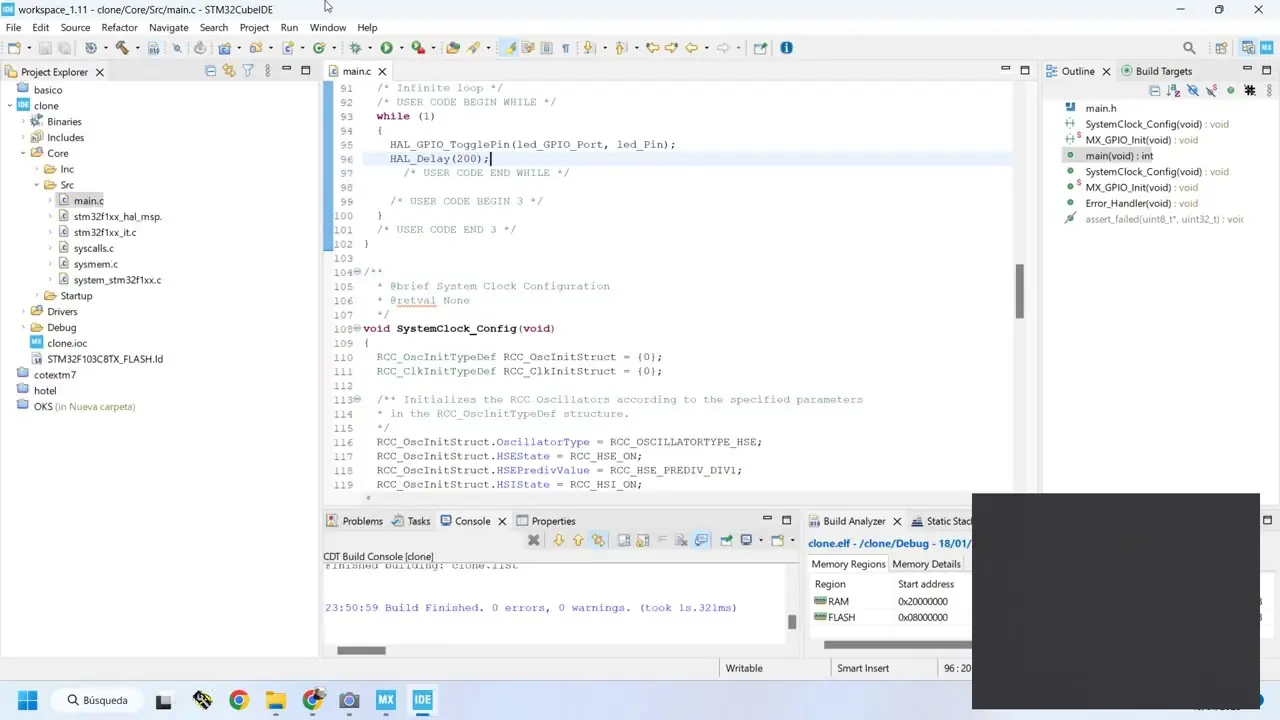 workspace_1.11 - clone/Core/Src/main.c - STM32CubeIDE
File Edit Source Refactor Navigate Search Project Run Window Help
Project Explorer
basico
clone
Binaries
Includes
Core
Inc
Src
main.c
stm32f1xx_hal_msp.
stm32f1xx_it.c
syscalls.c
sysmem.c
system_stm32f1xx.c
Startup
Drivers
Debug
clone.ioc
STM32F103C8TX_FLASH.ld
cotextm7
hotel
OKS (in Nueva carpeta)
main.c
91 /* Infinite loop */
92 /* USER CODE BEGIN WHILE */
93 while (1)
94 {
95 HAL_GPIO_TogglePin(led_GPIO_Port, led_Pin);
96 HAL_Delay(200);
97 /* USER CODE END WHILE */
98
99 /* USER CODE BEGIN 3 */
100 }
101 /* USER CODE END 3 */
102 }
103
104 /**
105 * @brief System Clock Configuration
106 * @retval None
107 */
108 void SystemClock_Config(void)
109 {
110 RCC_OscInitTypeDef RCC_OscInitStruct = {0};
111 RCC_ClkInitTypeDef RCC_ClkInitStruct = {0};
112
113 /** Initializes the RCC Oscillators according to the specified parameters
114 * in the RCC_OscInitTypeDef structure.
115 */
116 RCC_OscInitStruct.OscillatorType = RCC_OSCILLATORTYPE_HSE;
117 RCC_OscInitStruct.HSEState = RCC_HSE_ON;
118 RCC_OscInitStruct.HSEPredivValue = RCC_HSE_PREDIV_DIV1;
119 RCC_OscInitStruct.HSIState = RCC_HSI_ON;
Outline Build Targets
main.h
SystemClock_Config(void) : void
MX_GPIO_Init(void) : void
main(void) : int
SystemClock_Config(void) : void
MX_GPIO_Init(void) : void
Error_Handler(void) : void
assert_failed(uint8_t*, uint32_t) : voic
Problems Tasks Console Properties
CDT Build Console [clone]
Finished building: clone.list
23:50:59 Build Finished. 0 errors, 0 warnings. (took 1s.321ms)
Build Analyzer Static Stac
clone.elf - /clone/Debug - 18/01/
Memory Regions Memory Details
Region Start address
RAM 0x20000000
FLASH 0x08000000
Writable Smart Insert 96:20
Búsqueda
MX
IDE